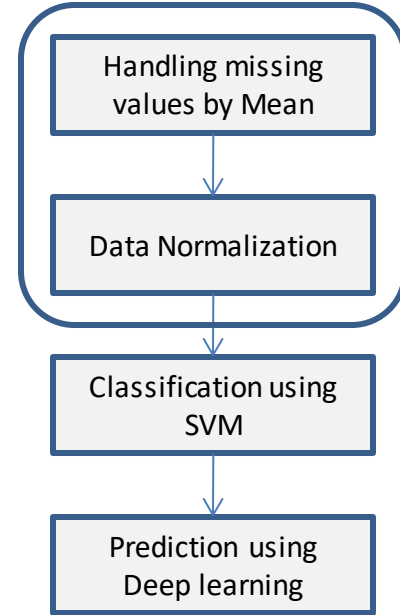 Handling missing
values by Mean
Data Normalization
Classification using
SVM
Prediction using
Deep learning